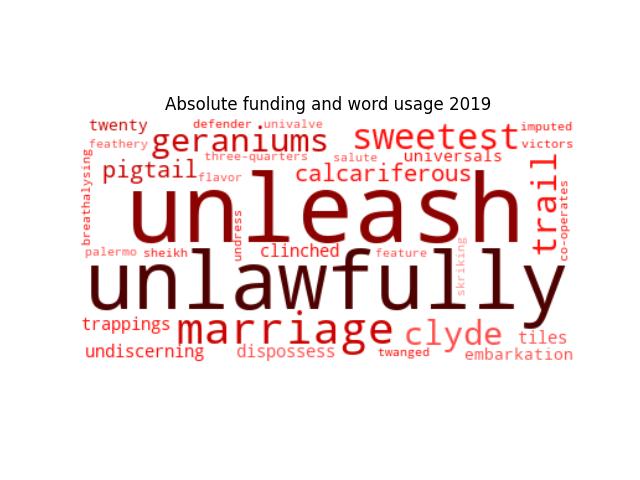 Absolute funding and word usage 2019
twenty
defender
univalve
imputed
feathery
geraniums
sweetest
victors
three-quarters
salute
universals
pigtail
flavor
calcariferous
trail
breathalysing
unleash
co-operates
undress
palermo
sheikh
clinched
feature
skriking
unlawfully
trappings
marriage
clyde
tiles
undiscerning
dispossess
twanged
embarkation